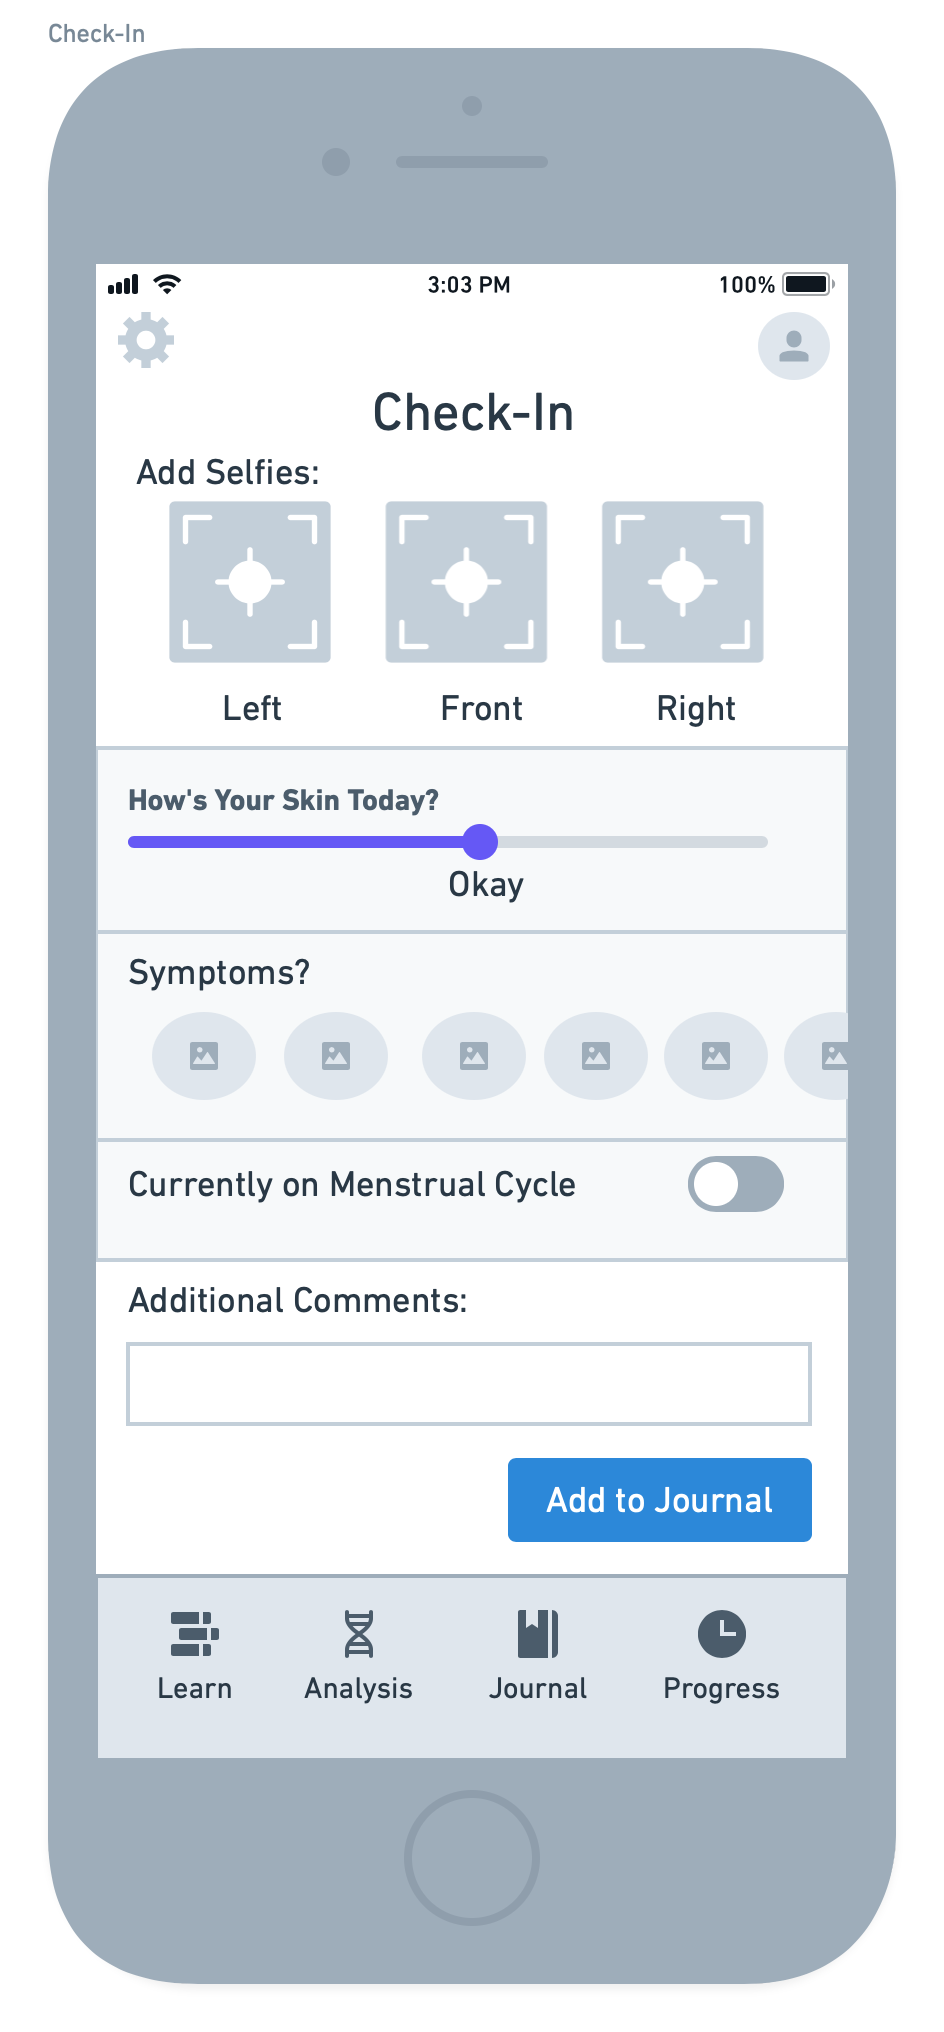 Check-In
3:03 PM
100%
Check-In
Add Selfies:
Left
Front
Right
How's Your Skin Today?
Okay
Symptoms?
Currently on Menstrual Cycle
Additional Comments:
Add to Journal
Learn
Analysis
Journal
Progress